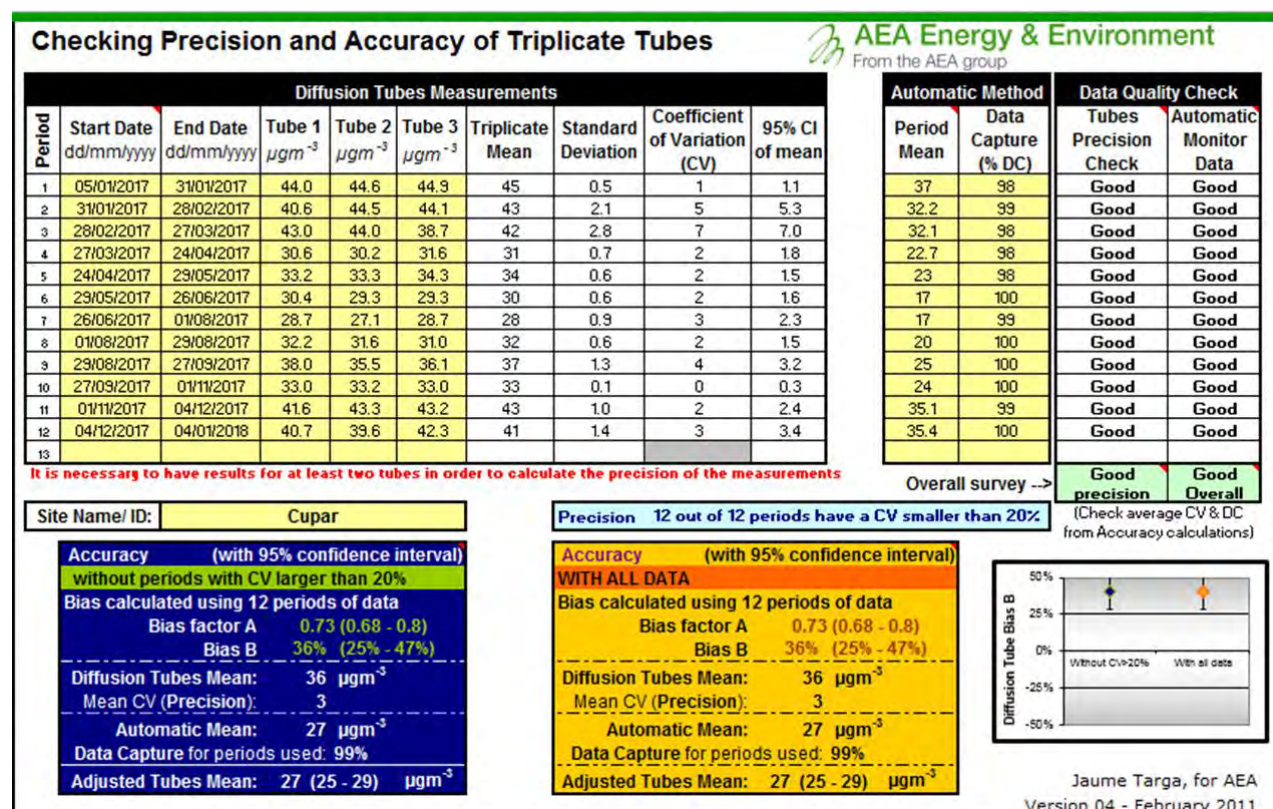 Checking Precision and Accuracy of Triplicate Tubes
AEA Energy & Environment
From the AEA group
Diffusion Tubes Measurements
Automatic Method
Data Quality Check
Period Start Date dd/mm/yyyy End Date dd/mm/yyyy Tube 1 µgm-3 Tube 2 µgm-3 Tube 3 µgm-3 Triplicate Mean Standard Deviation Coefficient of Variation (CV) 95% CI of mean Period Mean Data Capture (% DC) Tubes Precision Check Automatic Monitor Data
1 05/01/2017 31/01/2017 44.0 44.6 44.9 45 0.5 1 1.1 37 98 Good Good
2 31/01/2017 28/02/2017 40.6 44.5 44.1 43 2.1 5 5.3 32.2 99 Good Good
3 28/02/2017 27/03/2017 43.0 44.0 38.7 42 2.8 7 7.0 32.1 98 Good Good
4 27/03/2017 24/04/2017 30.6 30.2 31.6 31 0.7 2 1.8 22.7 98 Good Good
5 24/04/2017 29/05/2017 33.2 33.3 34.3 34 0.6 2 1.5 23 98 Good Good
6 29/05/2017 26/06/2017 30.4 29.3 29.3 30 0.6 2 1.6 17 100 Good Good
7 26/06/2017 01/08/2017 28.7 27.1 28.7 28 0.9 3 2.3 17 99 Good Good
8 01/08/2017 29/08/2017 32.2 31.6 31.0 32 0.6 2 1.5 20 100 Good Good
9 29/08/2017 27/09/2017 38.0 35.5 36.1 37 1.3 4 3.2 25 100 Good Good
10 27/09/2017 01/11/2017 33.0 33.2 33.0 33 0.1 0 0.3 24 100 Good Good
11 01/11/2017 04/12/2017 41.6 43.3 43.2 43 1.0 2 2.4 35.1 99 Good Good
12 04/12/2017 04/01/2018 40.7 39.6 42.3 41 1.4 3 3.4 35.4 100 Good Good
13
It is necessary to have results for at least two tubes in order to calculate the precision of the measurements
Overall survey --> Good precision Good Overall
Site Name/ ID: Cupar
Precision 12 out of 12 periods have a CV smaller than 20%
(Check average CV & DC
from Accuracy calculations)
Accuracy (with 95% confidence interval)
without periods with CV larger than 20%
Bias calculated using 12 periods of data
Bias factor A 0.73 (0.68 - 0.8)
Bias B 36% (25% - 47%)
Diffusion Tubes Mean: 36 µgm-3
Mean CV (Precision): 3
Automatic Mean: 27 µgm-3
Data Capture for periods used: 99%
Adjusted Tubes Mean: 27 (25 - 29) µgm-3
Accuracy (with 95% confidence interval)
WITH ALL DATA
Bias calculated using 12 periods of data
Bias factor A 0.73 (0.68 - 0.8)
Bias B 36% (25% - 47%)
Diffusion Tubes Mean: 36 µgm-3
Mean CV (Precision): 3
Automatic Mean: 27 µgm-3
Data Capture for periods used: 99%
Adjusted Tubes Mean: 27 (25 - 29) µgm-3
Diffusion Tube Bias B
50%
25%
0%
-25%
-50%
Without CV>20% With all data
Jaume Targa, for AEA
Version 04 - February 2011